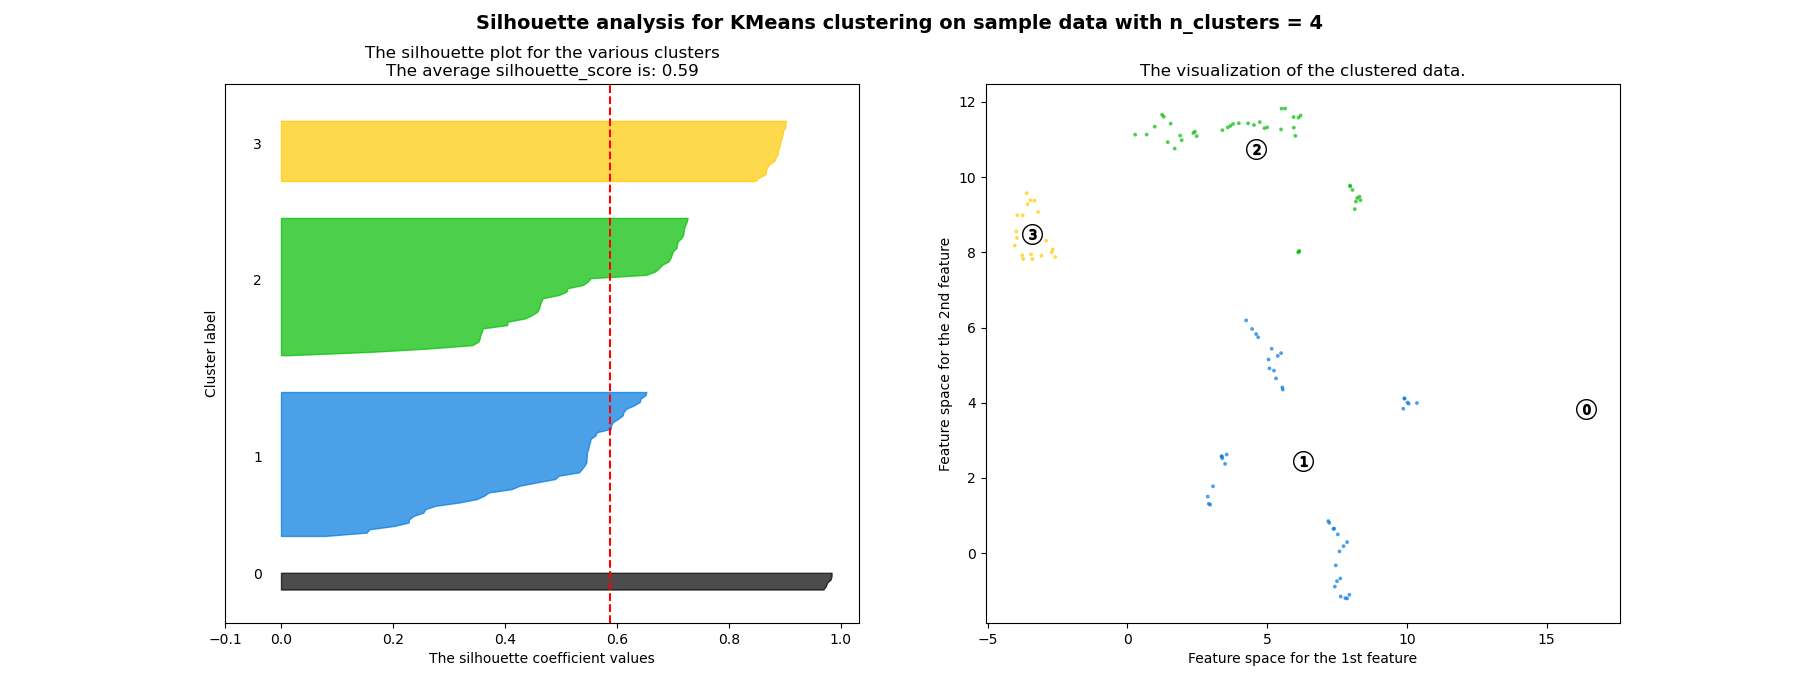 Silhouette analysis for KMeans clustering on sample data with n_clusters = 4
The silhouette plot for the various clusters
The average silhouette_score is: 0.59
3
2
1
0
Cluster label
−0.1 0.0 0.2 0.4 0.6 0.8 1.0
The silhouette coefficient values
The visualization of the clustered data.
12
10
8
6
4
2
0
Feature space for the 2nd feature
2
3
0
1
−5 0 5 10 15
Feature space for the 1st feature